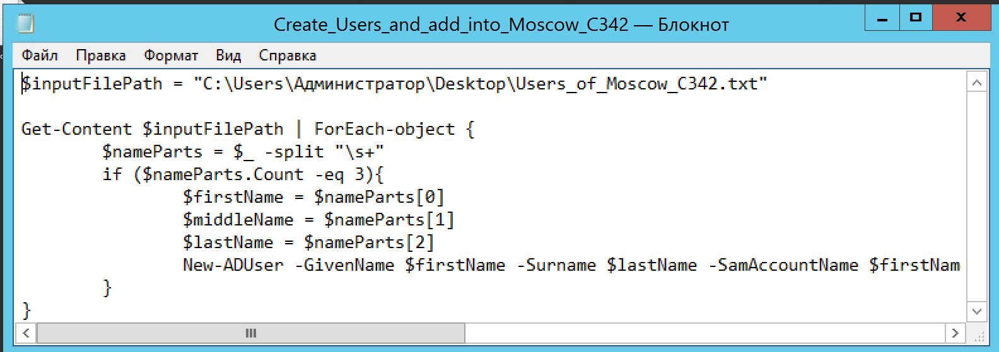 Create_Users_and_add_into_Moscow_C342 — Блокнот
Файл Правка Формат Вид Справка
$inputFilePath = "C:\Users\Администратор\Desktop\Users_of_Moscow_C342.txt"
Get-Content $inputFilePath | ForEach-object {
$nameParts = $_ -split "\s+"
if ($nameParts.Count -eq 3){
$firstName = $nameParts[0]
$middleName = $nameParts[1]
$lastName = $nameParts[2]
New-ADUser -GivenName $firstName -Surname $lastName -SamAccountName $firstNam
}
}